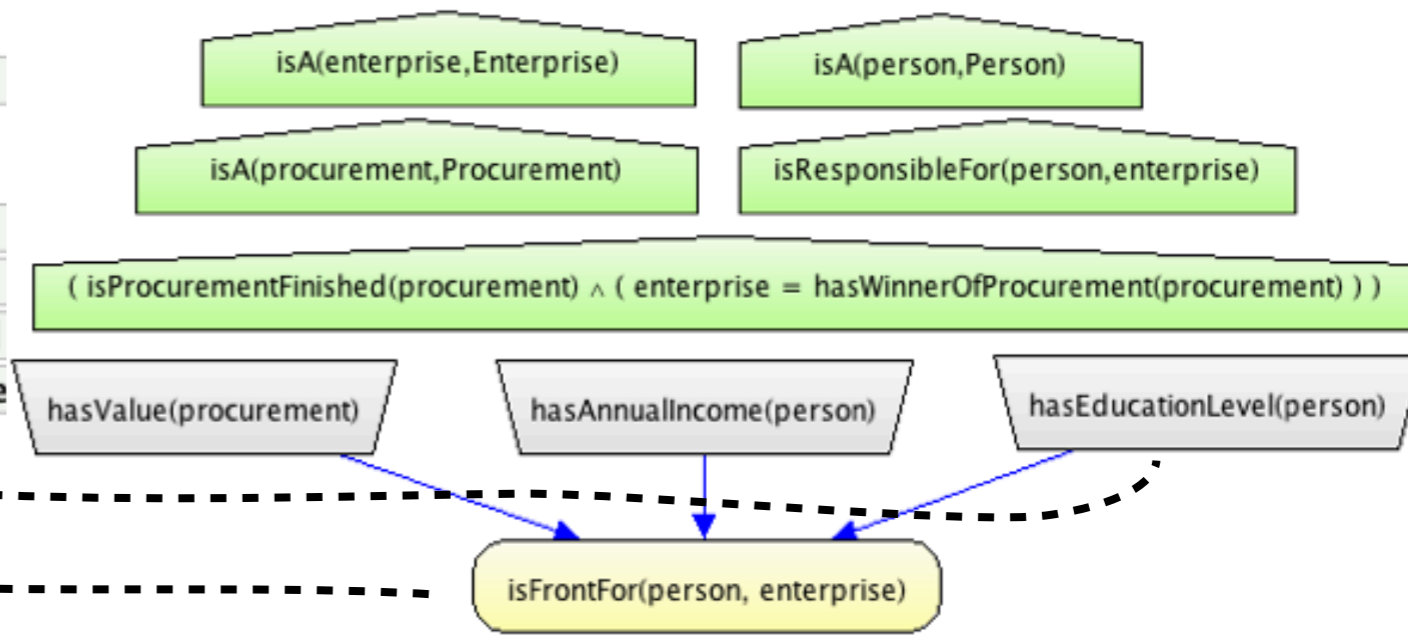 isA(enterprise,Enterprise)
isA(person,Person)
isA(procurement,Procurement)
isResponsibleFor(person,enterprise)
( isProcurementFinished(procurement) ∧ ( enterprise = hasWinnerOfProcurement(procurement) ) )
hasValue(procurement)
hasAnnualIncome(person)
hasEducationLevel(person)
isFrontFor(person, enterprise)